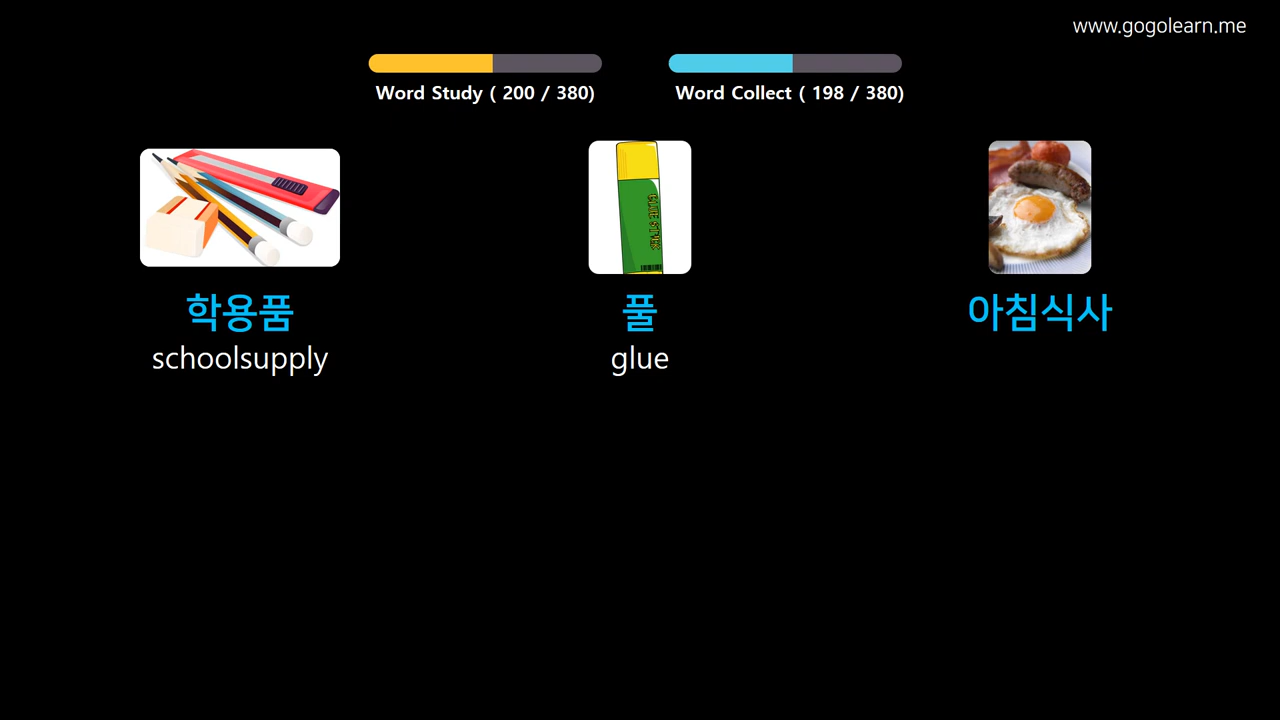 www.gogolearn.me
Word Study ( 200 / 380)
Word Collect ( 198 / 380)
학용품
풀
아침식사
schoolsupply
glue